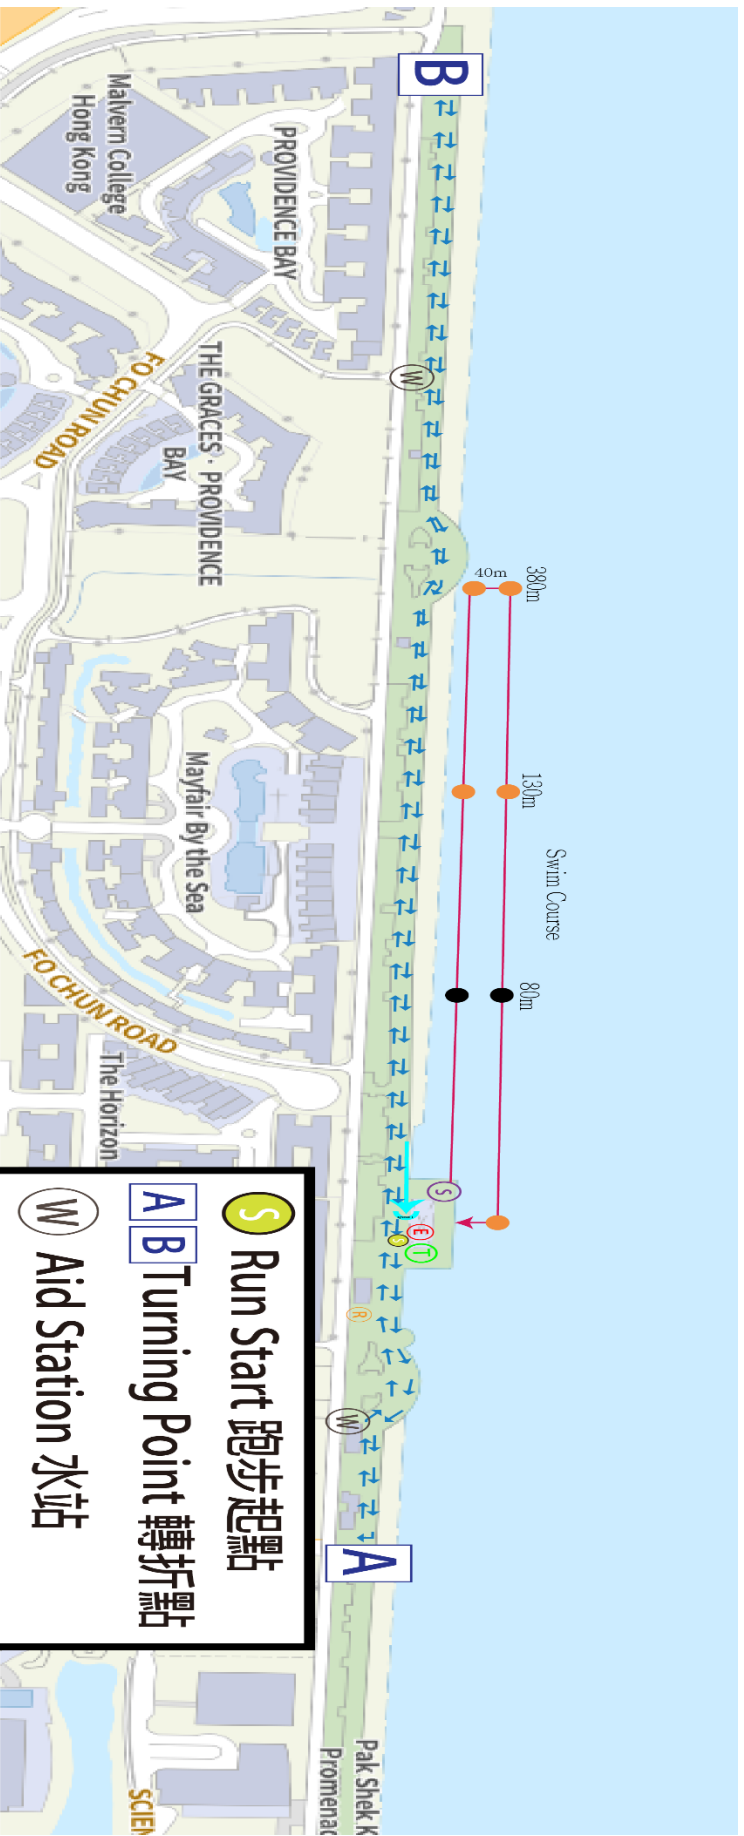 B
Malvern College
Hong Kong
PROVIDENCE BAY
FO CHUN ROAD
THE GRACES · PROVIDENCE
BAY
W
40m
380m
130m
Swim Course
80m
Mayfair By the Sea
FO CHUN ROAD
The Horizon
S
E
T
S
R
W
A
S Run Start 跑步起點
A B Turning Point 轉折點
W Aid Station 水站
Pak Shek K
Promenad
SCIEN